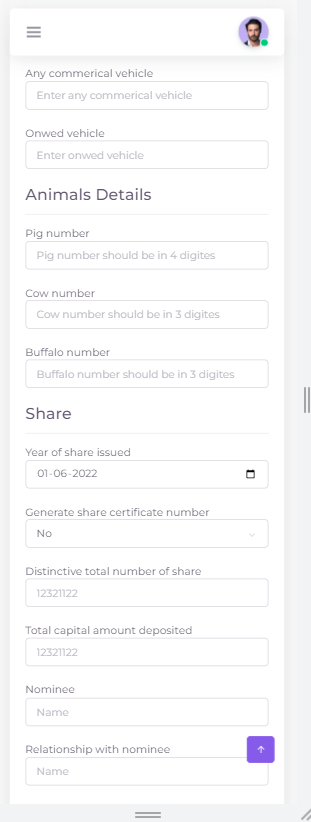 Any commerical vehicle
Enter any commerical vehicle
Onwed vehicle
Enter onwed vehicle
Animals Details
Pig number
Pig number should be in 4 digites
Cow number
Cow number should be in 3 digites
Buffalo number
Buffalo number should be in 3 digites
Share
Year of share issued
01-06-2022
Generate share certificate number
No
Distinctive total number of share
12321122
Total capital amount deposited
12321122
Nominee
Name
Relationship with nominee
Name